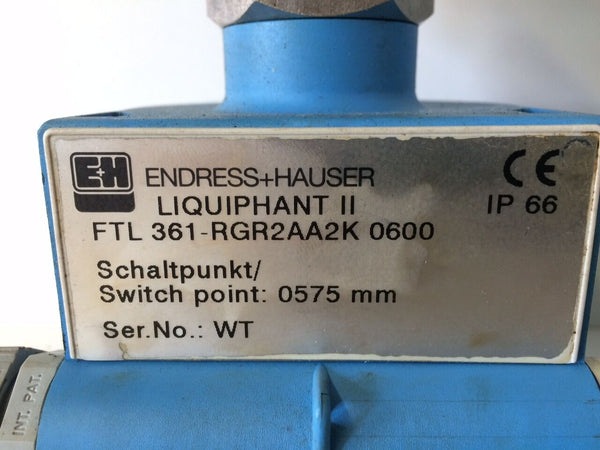 E+H ENDRESS+HAUSER CE
LIQUIPHANT II IP 66
FTL 361-RGR2AA2K 0600
Schaltpunkt/
Switch point: 0575 mm
Ser.No.: WT
INT. PAT.